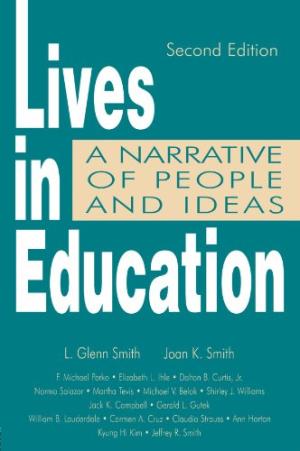 Second Edition
Lives
in
Education
A NARRATIVE
OF PEOPLE
AND IDEAS
L. Glenn Smith Joan K. Smith
F. Michael Perko • Elizabeth L. Ihle • Dalton B. Curtis, Jr.
Norma Salazar • Martha Tevis • Michael V. Belok • Shirley J. Williams
Jack K. Campbell • Gerald L. Gutek
William B. Lauderdale • Carmen A. Cruz • Claudia Strauss • Ann Horton
Kyung Hi Kim • Jeffrey R. Smith